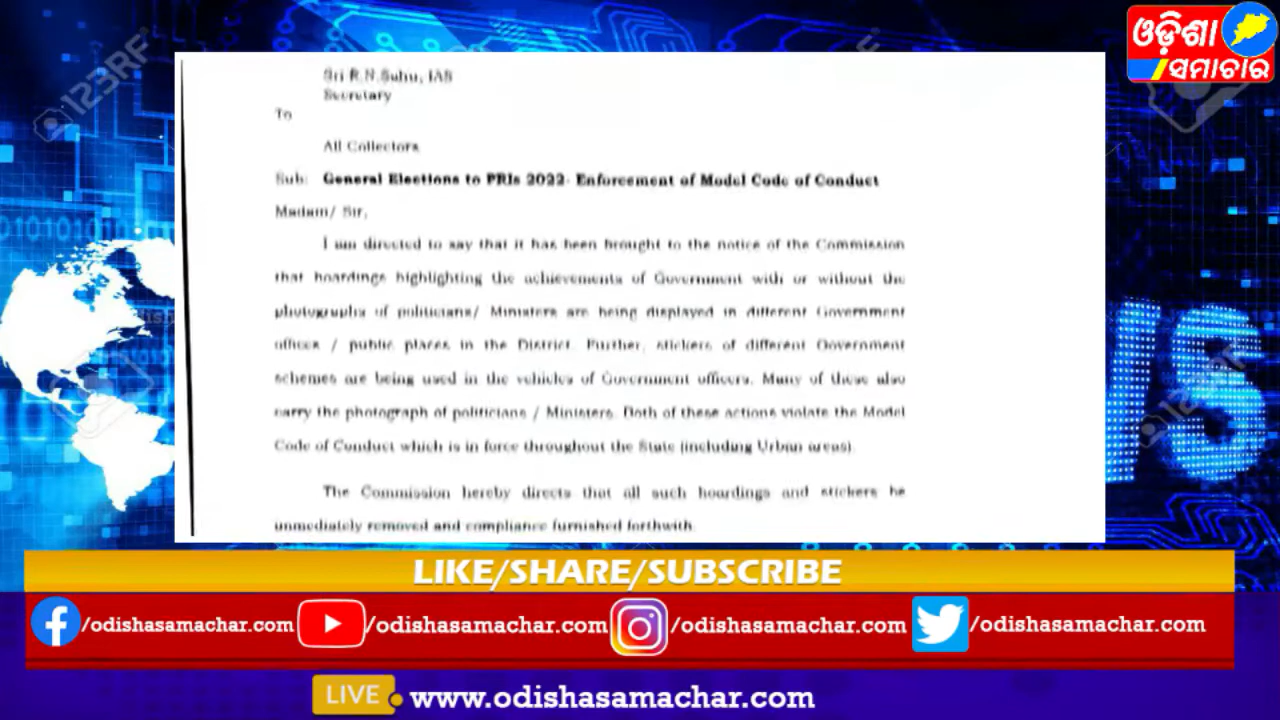 ଓଡ଼ିଶା
ସମାଚାର
Sri R.N.Sahu, IAS
Secretary
To
All Collectors
Sub: General Elections to PRIs 2022- Enforcement of Model Code of Conduct
Madam/ Sir,
I am directed to say that it has been brought to the notice of the Commission
that hoardings highlighting the achievements of Government with or without the
photographs of politicians/ Ministers are being displayed in different Government
offices / public places in the District. Further, stickers of different Government
schemes are being used in the vehicles of Government officers. Many of these also
carry the photograph of politicians / Ministers. Both of these actions violate the Model
Code of Conduct which is in force throughout the State (including Urban areas).
The Commission hereby directs that all such hoardings and stickers be
immediately removed and compliance furnished forthwith.
LIKE/SHARE/SUBSCRIBE
/odishasamachar.com /odishasamachar.com /odishasamachar.com /odishasamachar.com
LIVE www.odishasamachar.com
123RF